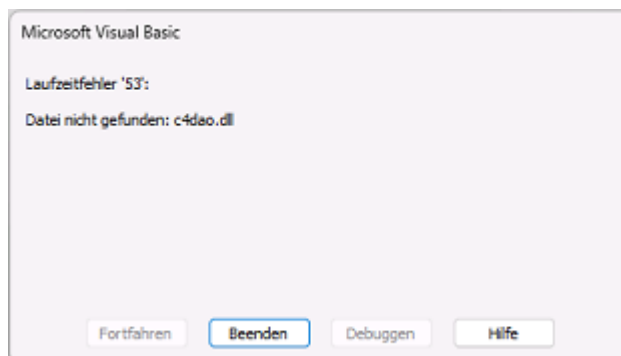 Microsoft Visual Basic
Laufzeitfehler '53':
Datei nicht gefunden: c4dao.dll
Fortfahren Beenden Debuggen Hilfe